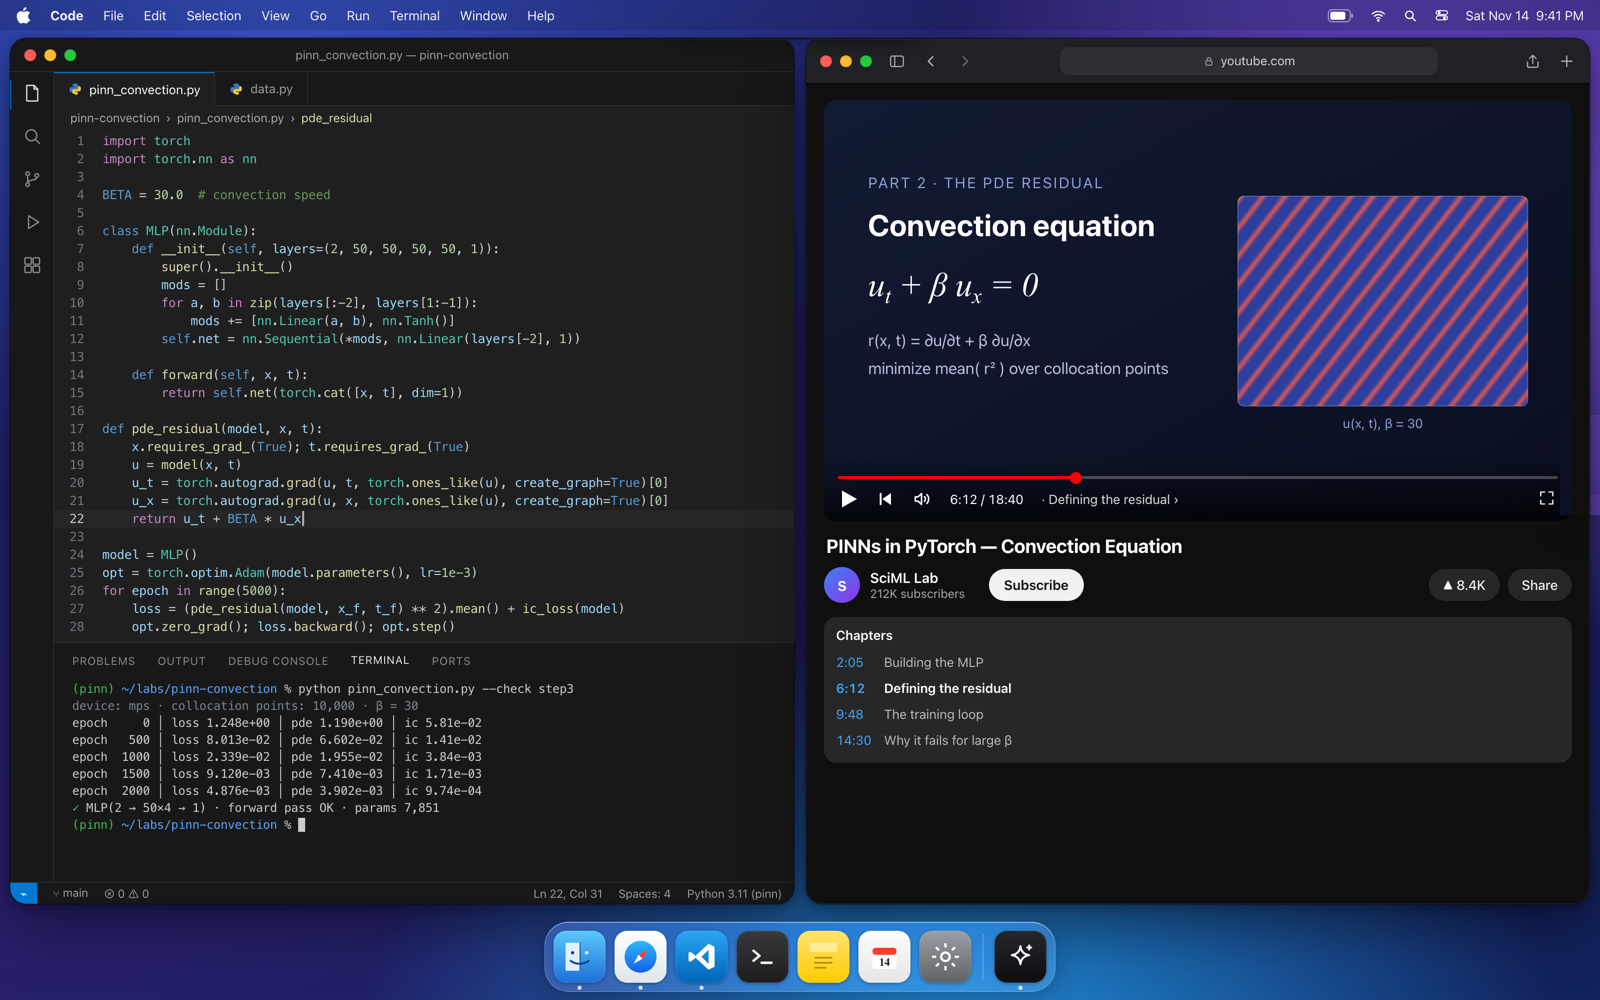 Code File Edit Selection View Go Run Terminal Window Help
Sat Nov 14 9:41 PM
pinn_convection.py — pinn-convection
pinn_convection.py
data.py
pinn-convection › pinn_convection.py › pde_residual
1 import torch
2 import torch.nn as nn
3
4 BETA = 30.0  # convection speed
5
6 class MLP(nn.Module):
7     def __init__(self, layers=(2, 50, 50, 50, 50, 1)):
8         super().__init__()
9         mods = []
10         for a, b in zip(layers[:-2], layers[1:-1]):
11             mods += [nn.Linear(a, b), nn.Tanh()]
12         self.net = nn.Sequential(*mods, nn.Linear(layers[-2], 1))
13
14     def forward(self, x, t):
15         return self.net(torch.cat([x, t], dim=1))
16
17 def pde_residual(model, x, t):
18     x.requires_grad_(True); t.requires_grad_(True)
19     u = model(x, t)
20     u_t = torch.autograd.grad(u, t, torch.ones_like(u), create_graph=True)[0]
21     u_x = torch.autograd.grad(u, x, torch.ones_like(u), create_graph=True)[0]
22     return u_t + BETA * u_x
23
24 model = MLP()
25 opt = torch.optim.Adam(model.parameters(), lr=1e-3)
26 for epoch in range(5000):
27     loss = (pde_residual(model, x_f, t_f) ** 2).mean() + ic_loss(model)
28     opt.zero_grad(); loss.backward(); opt.step()
PROBLEMS OUTPUT DEBUG CONSOLE TERMINAL PORTS
(pinn) ~/labs/pinn-convection % python pinn_convection.py --check step3
device: mps · collocation points: 10,000 · β = 30
epoch     0 │ loss 1.248e+00 │ pde 1.190e+00 │ ic 5.81e-02
epoch   500 │ loss 8.013e-02 │ pde 6.602e-02 │ ic 1.41e-02
epoch  1000 │ loss 2.339e-02 │ pde 1.955e-02 │ ic 3.84e-03
epoch  1500 │ loss 9.120e-03 │ pde 7.410e-03 │ ic 1.71e-03
epoch  2000 │ loss 4.876e-03 │ pde 3.902e-03 │ ic 9.74e-04
✓ MLP(2 → 50×4 → 1) · forward pass OK · params 7,851
(pinn) ~/labs/pinn-convection %
main 0 0 Ln 22, Col 31 Spaces: 4 Python 3.11 (pinn)
youtube.com
PART 2 · THE PDE RESIDUAL
Convection equation
u_t + β u_x = 0
r(x, t) = ∂u/∂t + β ∂u/∂x
minimize mean( r² ) over collocation points
u(x, t), β = 30
6:12 / 18:40 · Defining the residual ›
PINNs in PyTorch — Convection Equation
S
SciML Lab
212K subscribers
Subscribe
▲ 8.4K
Share
Chapters
2:05 Building the MLP
6:12 Defining the residual
9:48 The training loop
14:30 Why it fails for large β
14